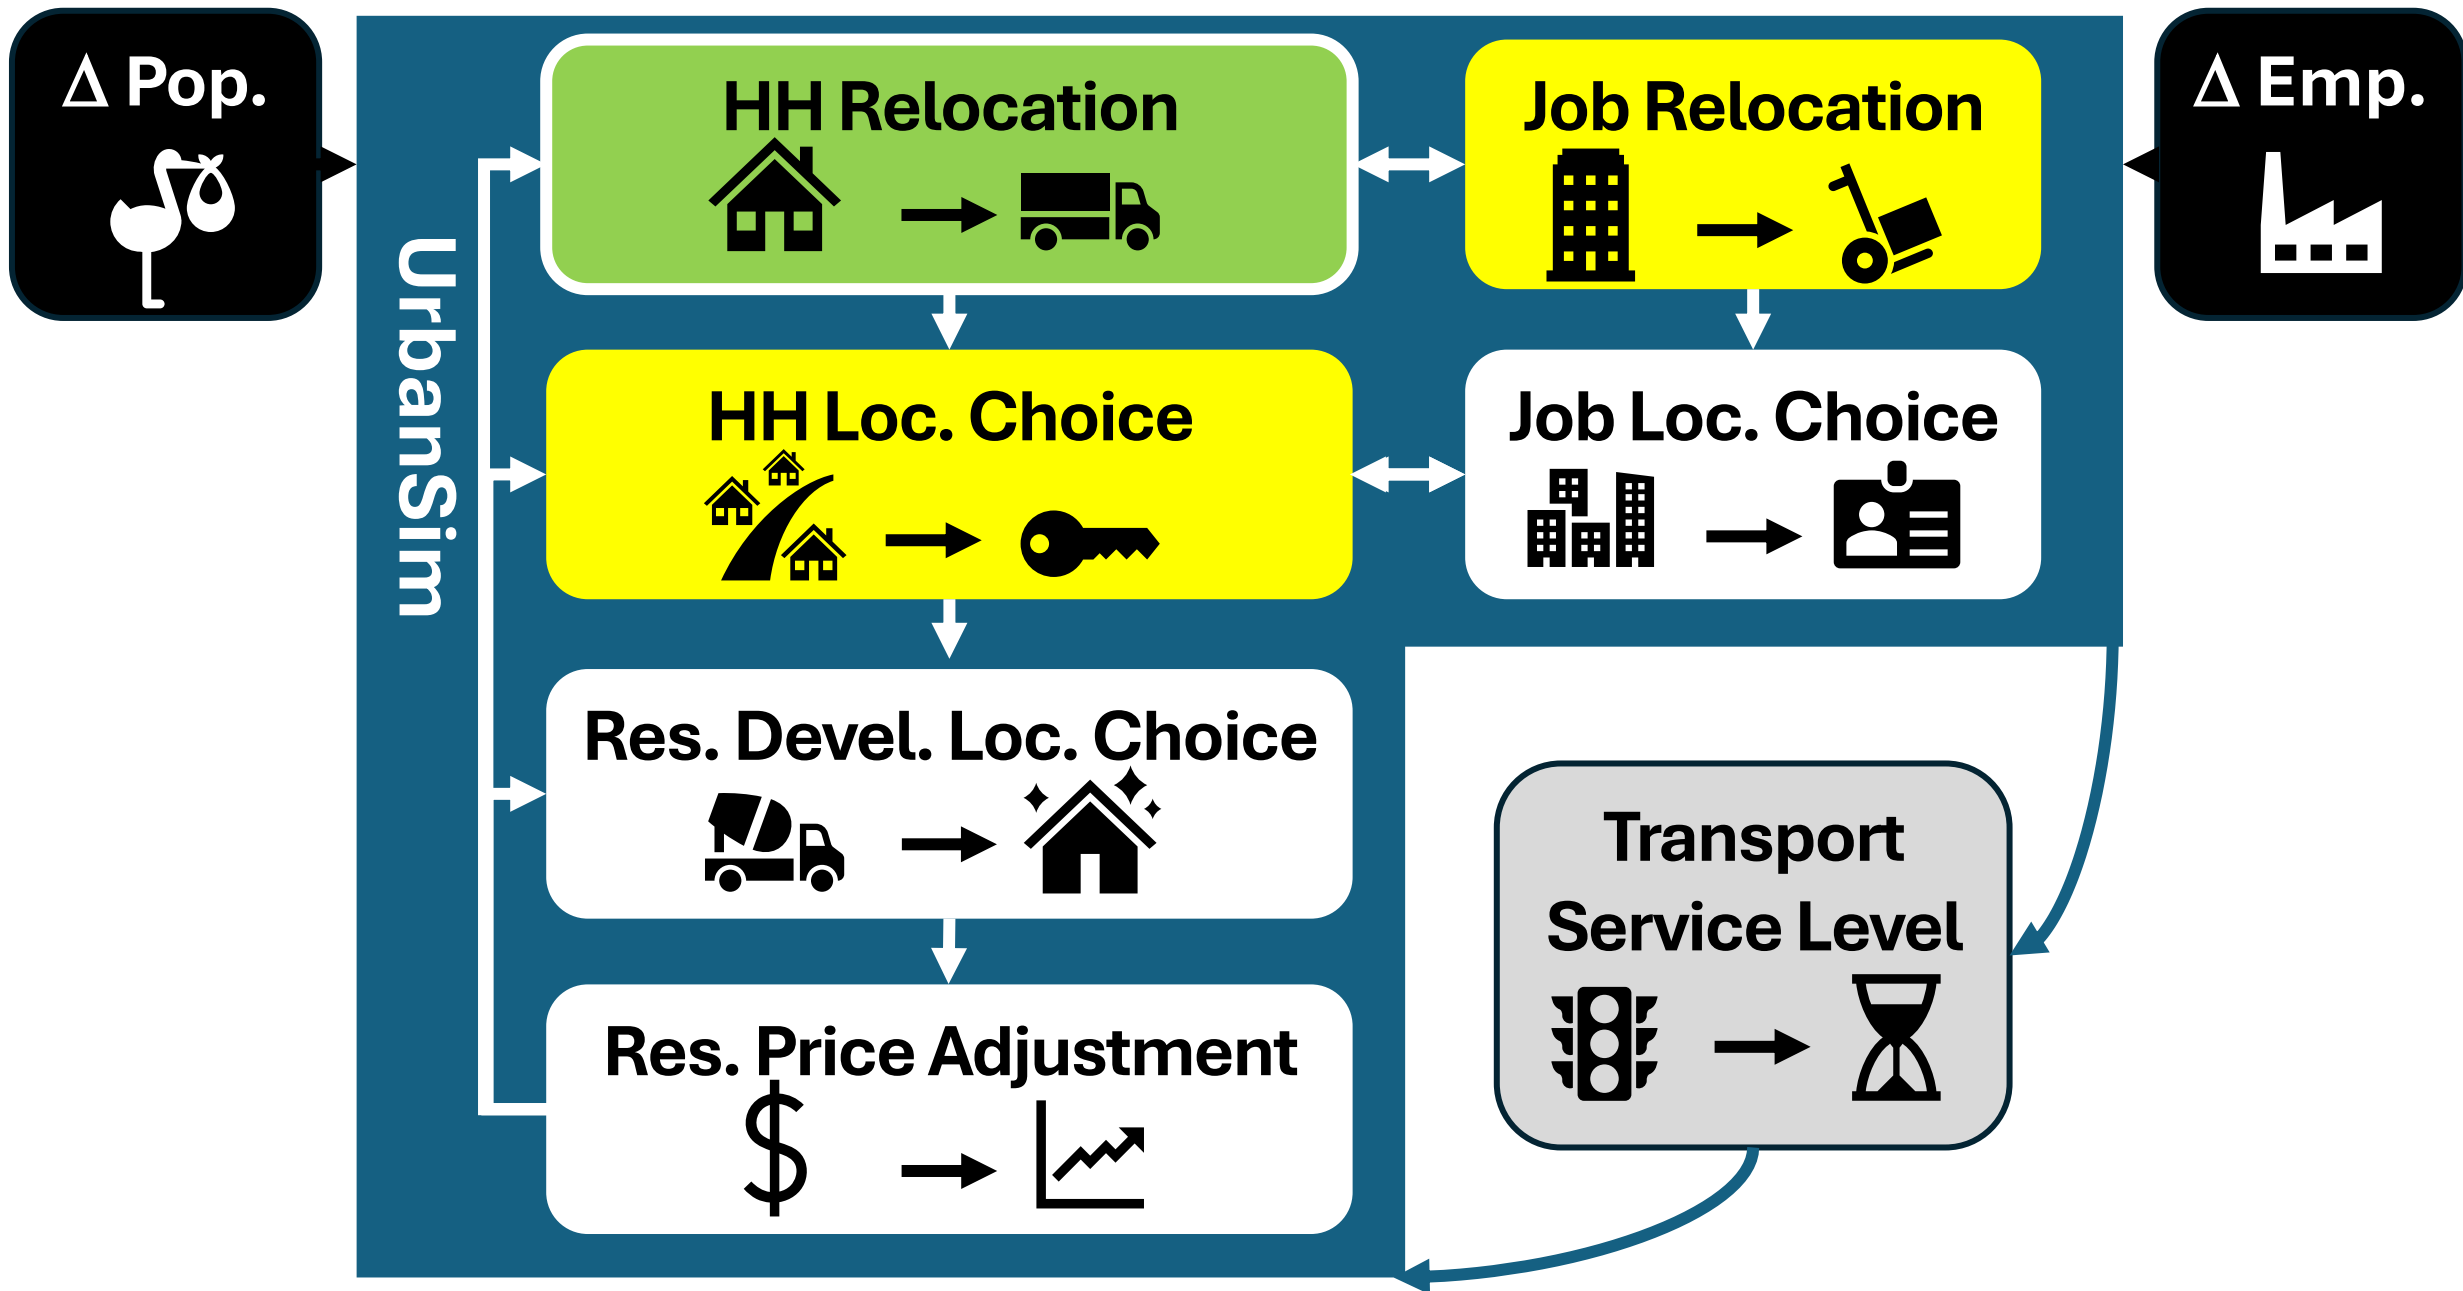 Δ Pop.
HH Relocation
Job Relocation
Δ Emp.
UrbanSim
HH Loc. Choice
Job Loc. Choice
Res. Devel. Loc. Choice
Transport
Service Level
Res. Price Adjustment
$